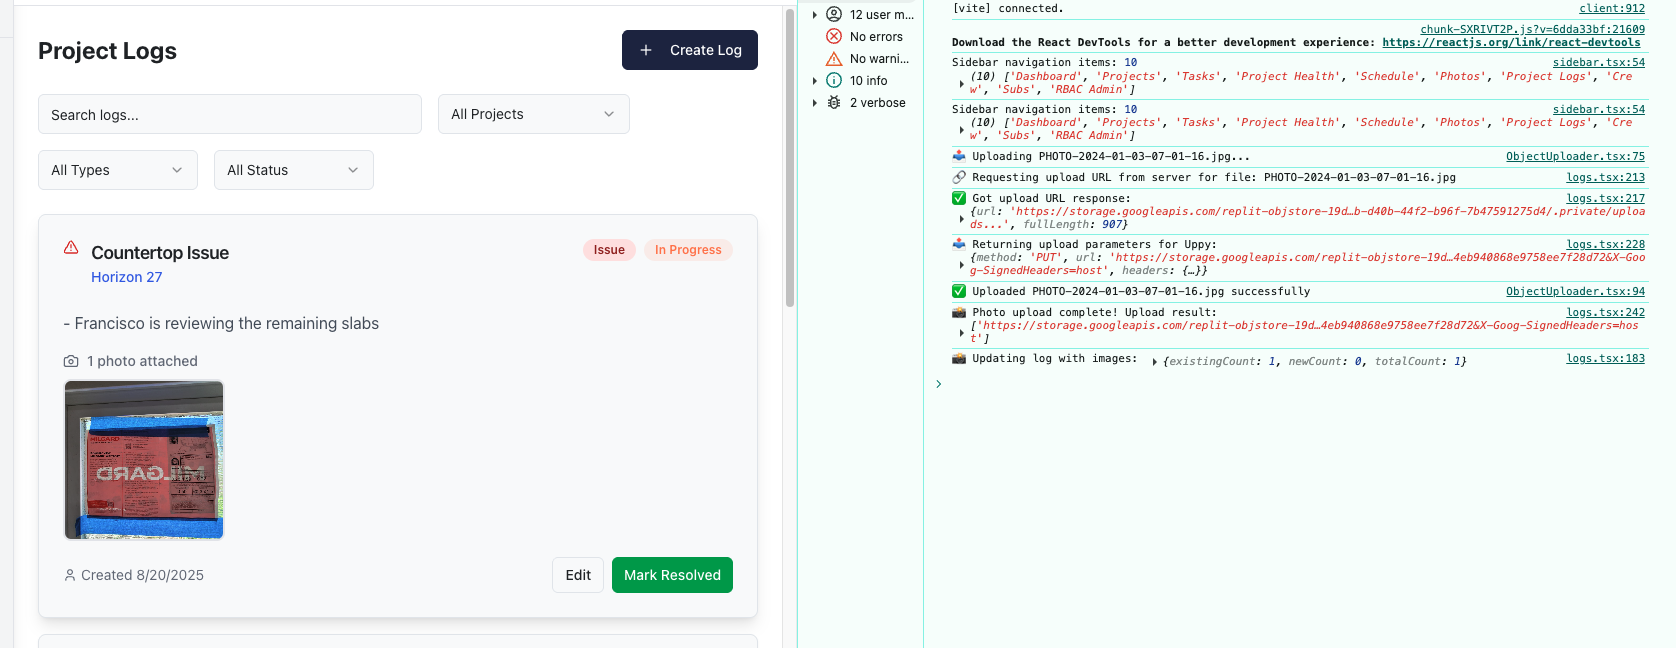 Project Logs
+ Create Log
Search logs...
All Projects
All Types
All Status
Countertop Issue
Issue
In Progress
Horizon 27
- Francisco is reviewing the remaining slabs
1 photo attached
MILGARD
Created 8/20/2025
Edit
Mark Resolved
12 user m...
No errors
No warni...
10 info
2 verbose
[vite] connected. client:912
chunk-SXRIVT2P.js?v=6dda33bf:21609
Download the React DevTools for a better development experience: https://reactjs.org/link/react-devtools
Sidebar navigation items: 10 sidebar.tsx:54
(10) ['Dashboard', 'Projects', 'Tasks', 'Project Health', 'Schedule', 'Photos', 'Project Logs', 'Cre
w', 'Subs', 'RBAC Admin']
Sidebar navigation items: 10 sidebar.tsx:54
(10) ['Dashboard', 'Projects', 'Tasks', 'Project Health', 'Schedule', 'Photos', 'Project Logs', 'Cre
w', 'Subs', 'RBAC Admin']
📤 Uploading PHOTO-2024-01-03-07-01-16.jpg... ObjectUploader.tsx:75
🔗 Requesting upload URL from server for file: PHOTO-2024-01-03-07-01-16.jpg logs.tsx:213
✅ Got upload URL response: logs.tsx:217
{url: 'https://storage.googleapis.com/replit-objstore-19d…b-d40b-44f2-b96f-7b47591275d4/.private/uploa
ds...', fullLength: 907}
📤 Returning upload parameters for Uppy: logs.tsx:228
{method: 'PUT', url: 'https://storage.googleapis.com/replit-objstore-19d…4eb940868e9758ee7f28d72&X-Goo
g-SignedHeaders=host', headers: {…}}
✅ Uploaded PHOTO-2024-01-03-07-01-16.jpg successfully ObjectUploader.tsx:94
📸 Photo upload complete! Upload result: logs.tsx:242
['https://storage.googleapis.com/replit-objstore-19d…4eb940868e9758ee7f28d72&X-Goog-SignedHeaders=hos
t']
📸 Updating log with images: {existingCount: 1, newCount: 0, totalCount: 1} logs.tsx:183